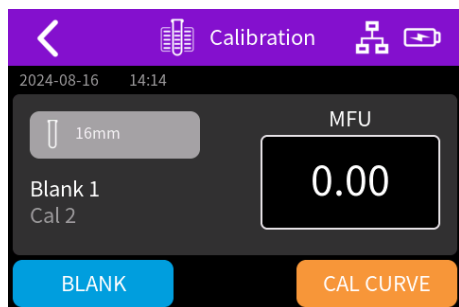 Calibration
2024-08-16 14:14
16mm
MFU
0.00
Blank 1
Cal 2
BLANK
CAL CURVE